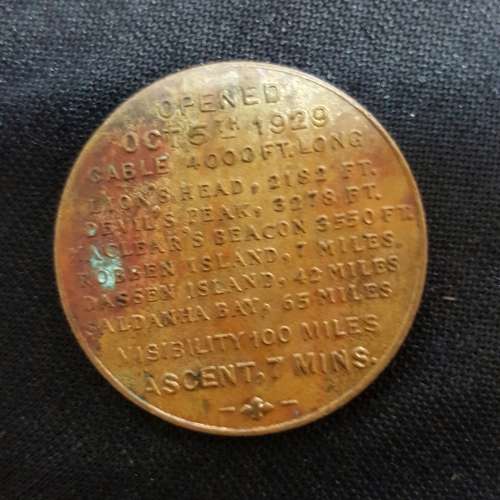 OPENED
OCT 5TH 1929
CABLE 4000 FT. LONG
LION'S HEAD, 2182 FT.
DEVIL'S PEAK, 3278 FT.
MACLEAR'S BEACON 3550 FT.
ROBBEN ISLAND, 7 MILES.
DASSEN ISLAND, 42 MILES
SALDANHA BAY, 65 MILES
VISIBILITY 100 MILES
ASCENT, 7 MINS.